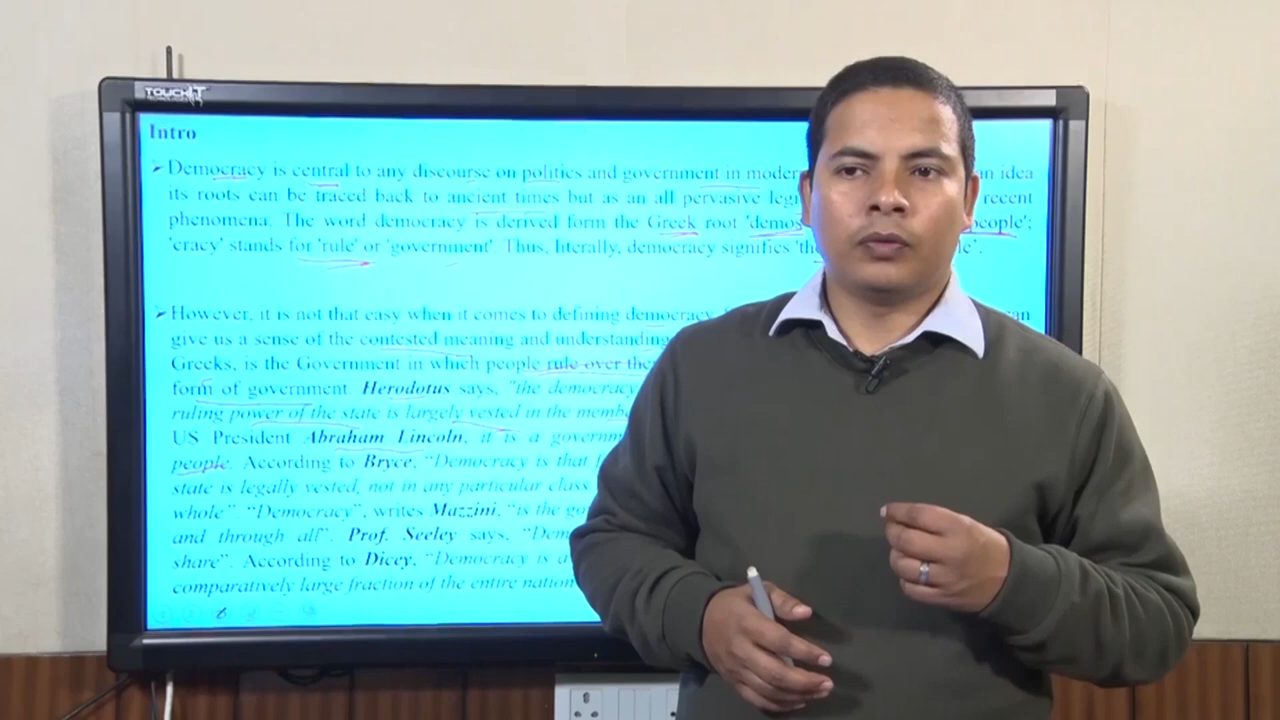 TOUCHIT
TECHNOLOGIES
Intro
➢ Democracy is central to any discourse on politics and government in modern an idea
its roots can be traced back to ancient times but as an all pervasive recent
phenomena. The word democracy is derived form the Greek root 'demos people';
'cracy' stands for 'rule' or 'government'. Thus, literally, democracy signifies
➢ However, it is not that easy when it comes to defining democracy.
give us a sense of the contested meaning and understanding
Greeks, is the Government in which people rule over
form of government. Herodotus says, "the democracy
ruling power of the state is largely vested in the
US President Abraham Lincoln, it is a
people. According to Bryce, "Democracy is that
state is legally vested, not in any particular class
whole". "Democracy", writes Mazzini, "is the
and through all". Prof. Seeley says,
share". According to Dicey, "Democracy is a
comparatively large fraction of the entire nation